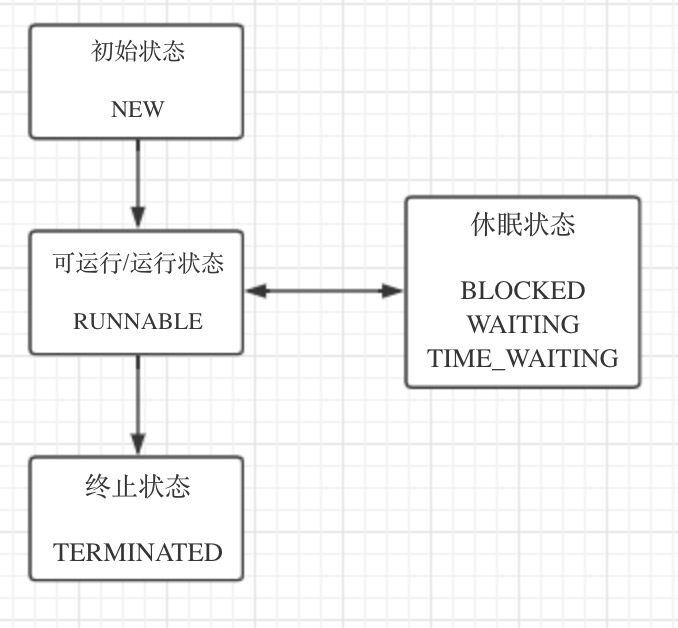 初始状态
NEW
可运行/运行状态
RUNNABLE
休眠状态
BLOCKED
WAITING
TIME_WAITING
终止状态
TERMINATED